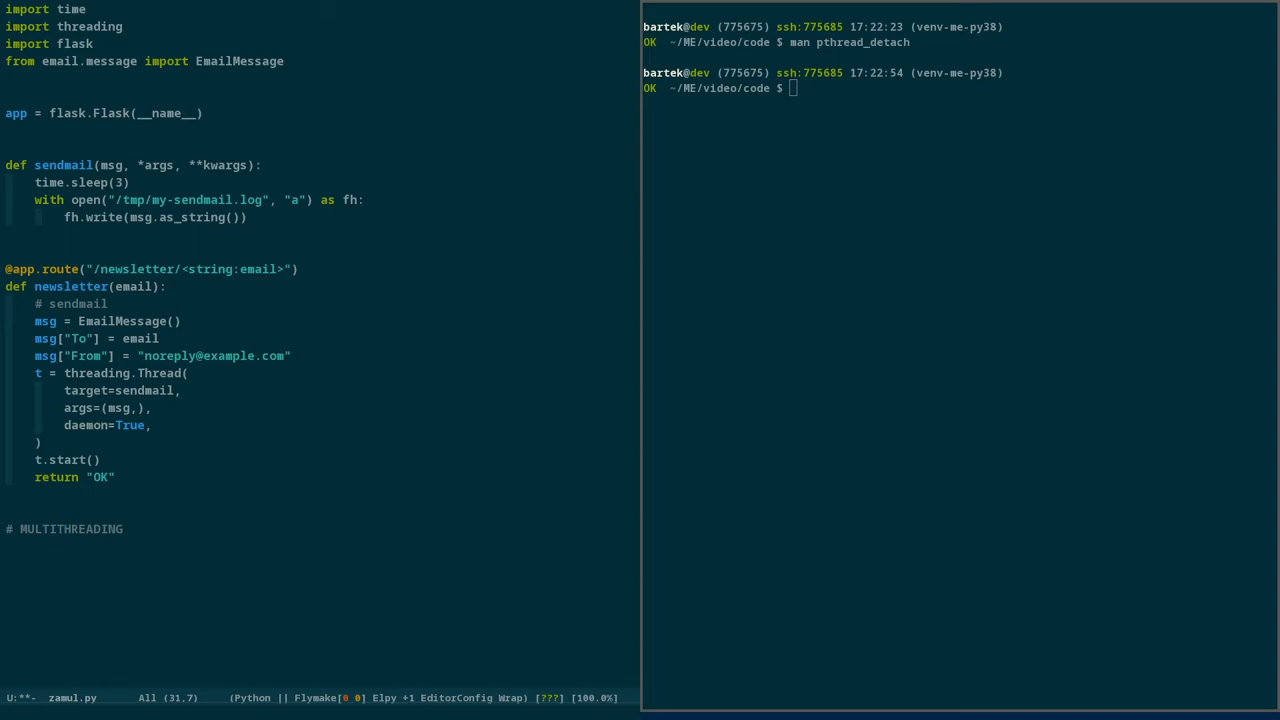 import time
import threading
import flask
from email.message import EmailMessage
app = flask.Flask(__name__)
def sendmail(msg, *args, **kwargs):
time.sleep(3)
with open("/tmp/my-sendmail.log", "a") as fh:
fh.write(msg.as_string())
@app.route("/newsletter/<string:email>")
def newsletter(email):
# sendmail
msg = EmailMessage()
msg["To"] = email
msg["From"] = "noreply@example.com"
t = threading.Thread(
target=sendmail,
args=(msg,),
daemon=True,
)
t.start()
return "OK"
# MULTITHREADING
U:**-  zamul.py      All (31,7)     (Python || Flymake[0 0] Elpy +1 EditorConfig Wrap) [???] [100.0%]
bartek@dev (775675) ssh:775685 17:22:23 (venv-me-py38)
OK  ~/ME/video/code $ man pthread_detach
bartek@dev (775675) ssh:775685 17:22:54 (venv-me-py38)
OK  ~/ME/video/code $